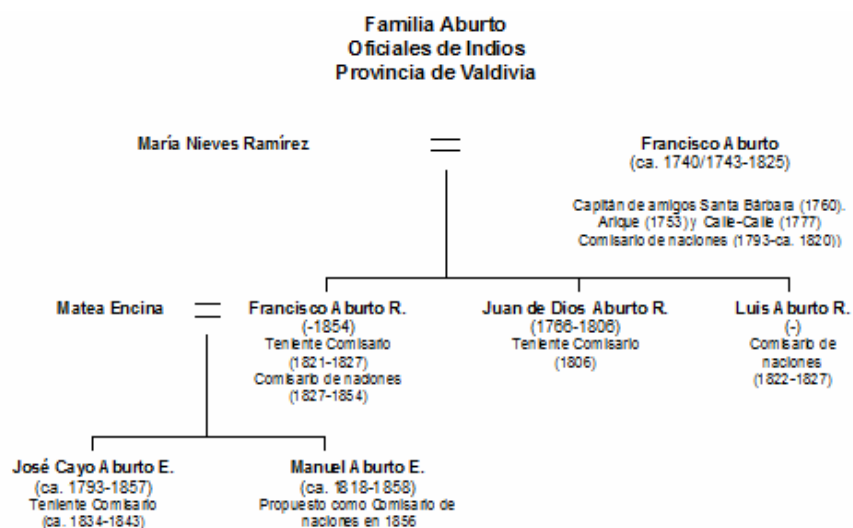 Familia Aburto
Oficiales de Indios
Provincia de Valdivia
María Nieves Ramírez
Francisco Aburto
(ca. 1740/1743-1825)
Capitán de amigos Santa Bárbara (1760).
Arique (1753) y Calle-Calle (1777)
Comisario de naciones (1793-ca. 1820))
Matea Encina
Francisco Aburto R.
(-1854)
Teniente Comisario
(1821-1827)
Comisario de naciones
(1827-1854)
Juan de Dios Aburto R.
(1766-1806)
Teniente Comisario
(1806)
Luis Aburto R.
(-)
Comisario de
naciones
(1822-1827)
José Cayo Aburto E.
(ca. 1793-1857)
Teniente Comisario
(ca. 1834-1843)
Manuel Aburto E.
(ca. 1818-1858)
Propuesto como Comisario de
naciones en 1856